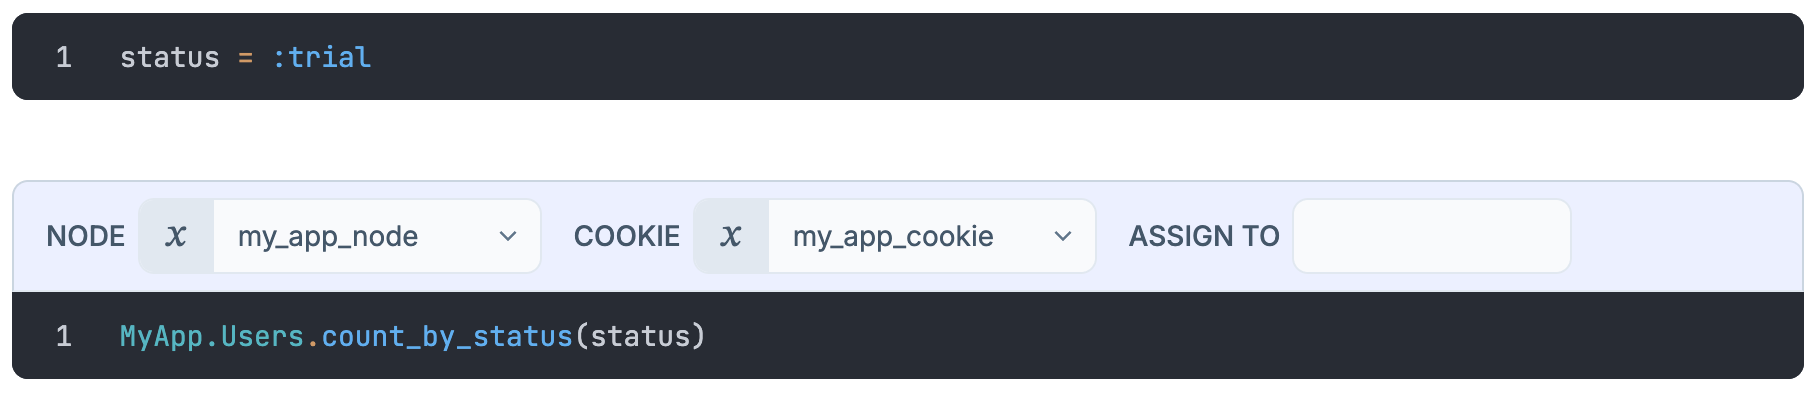 1 status = :trial
NODE x my_app_node COOKIE x my_app_cookie ASSIGN TO
1 MyApp.Users.count_by_status(status)